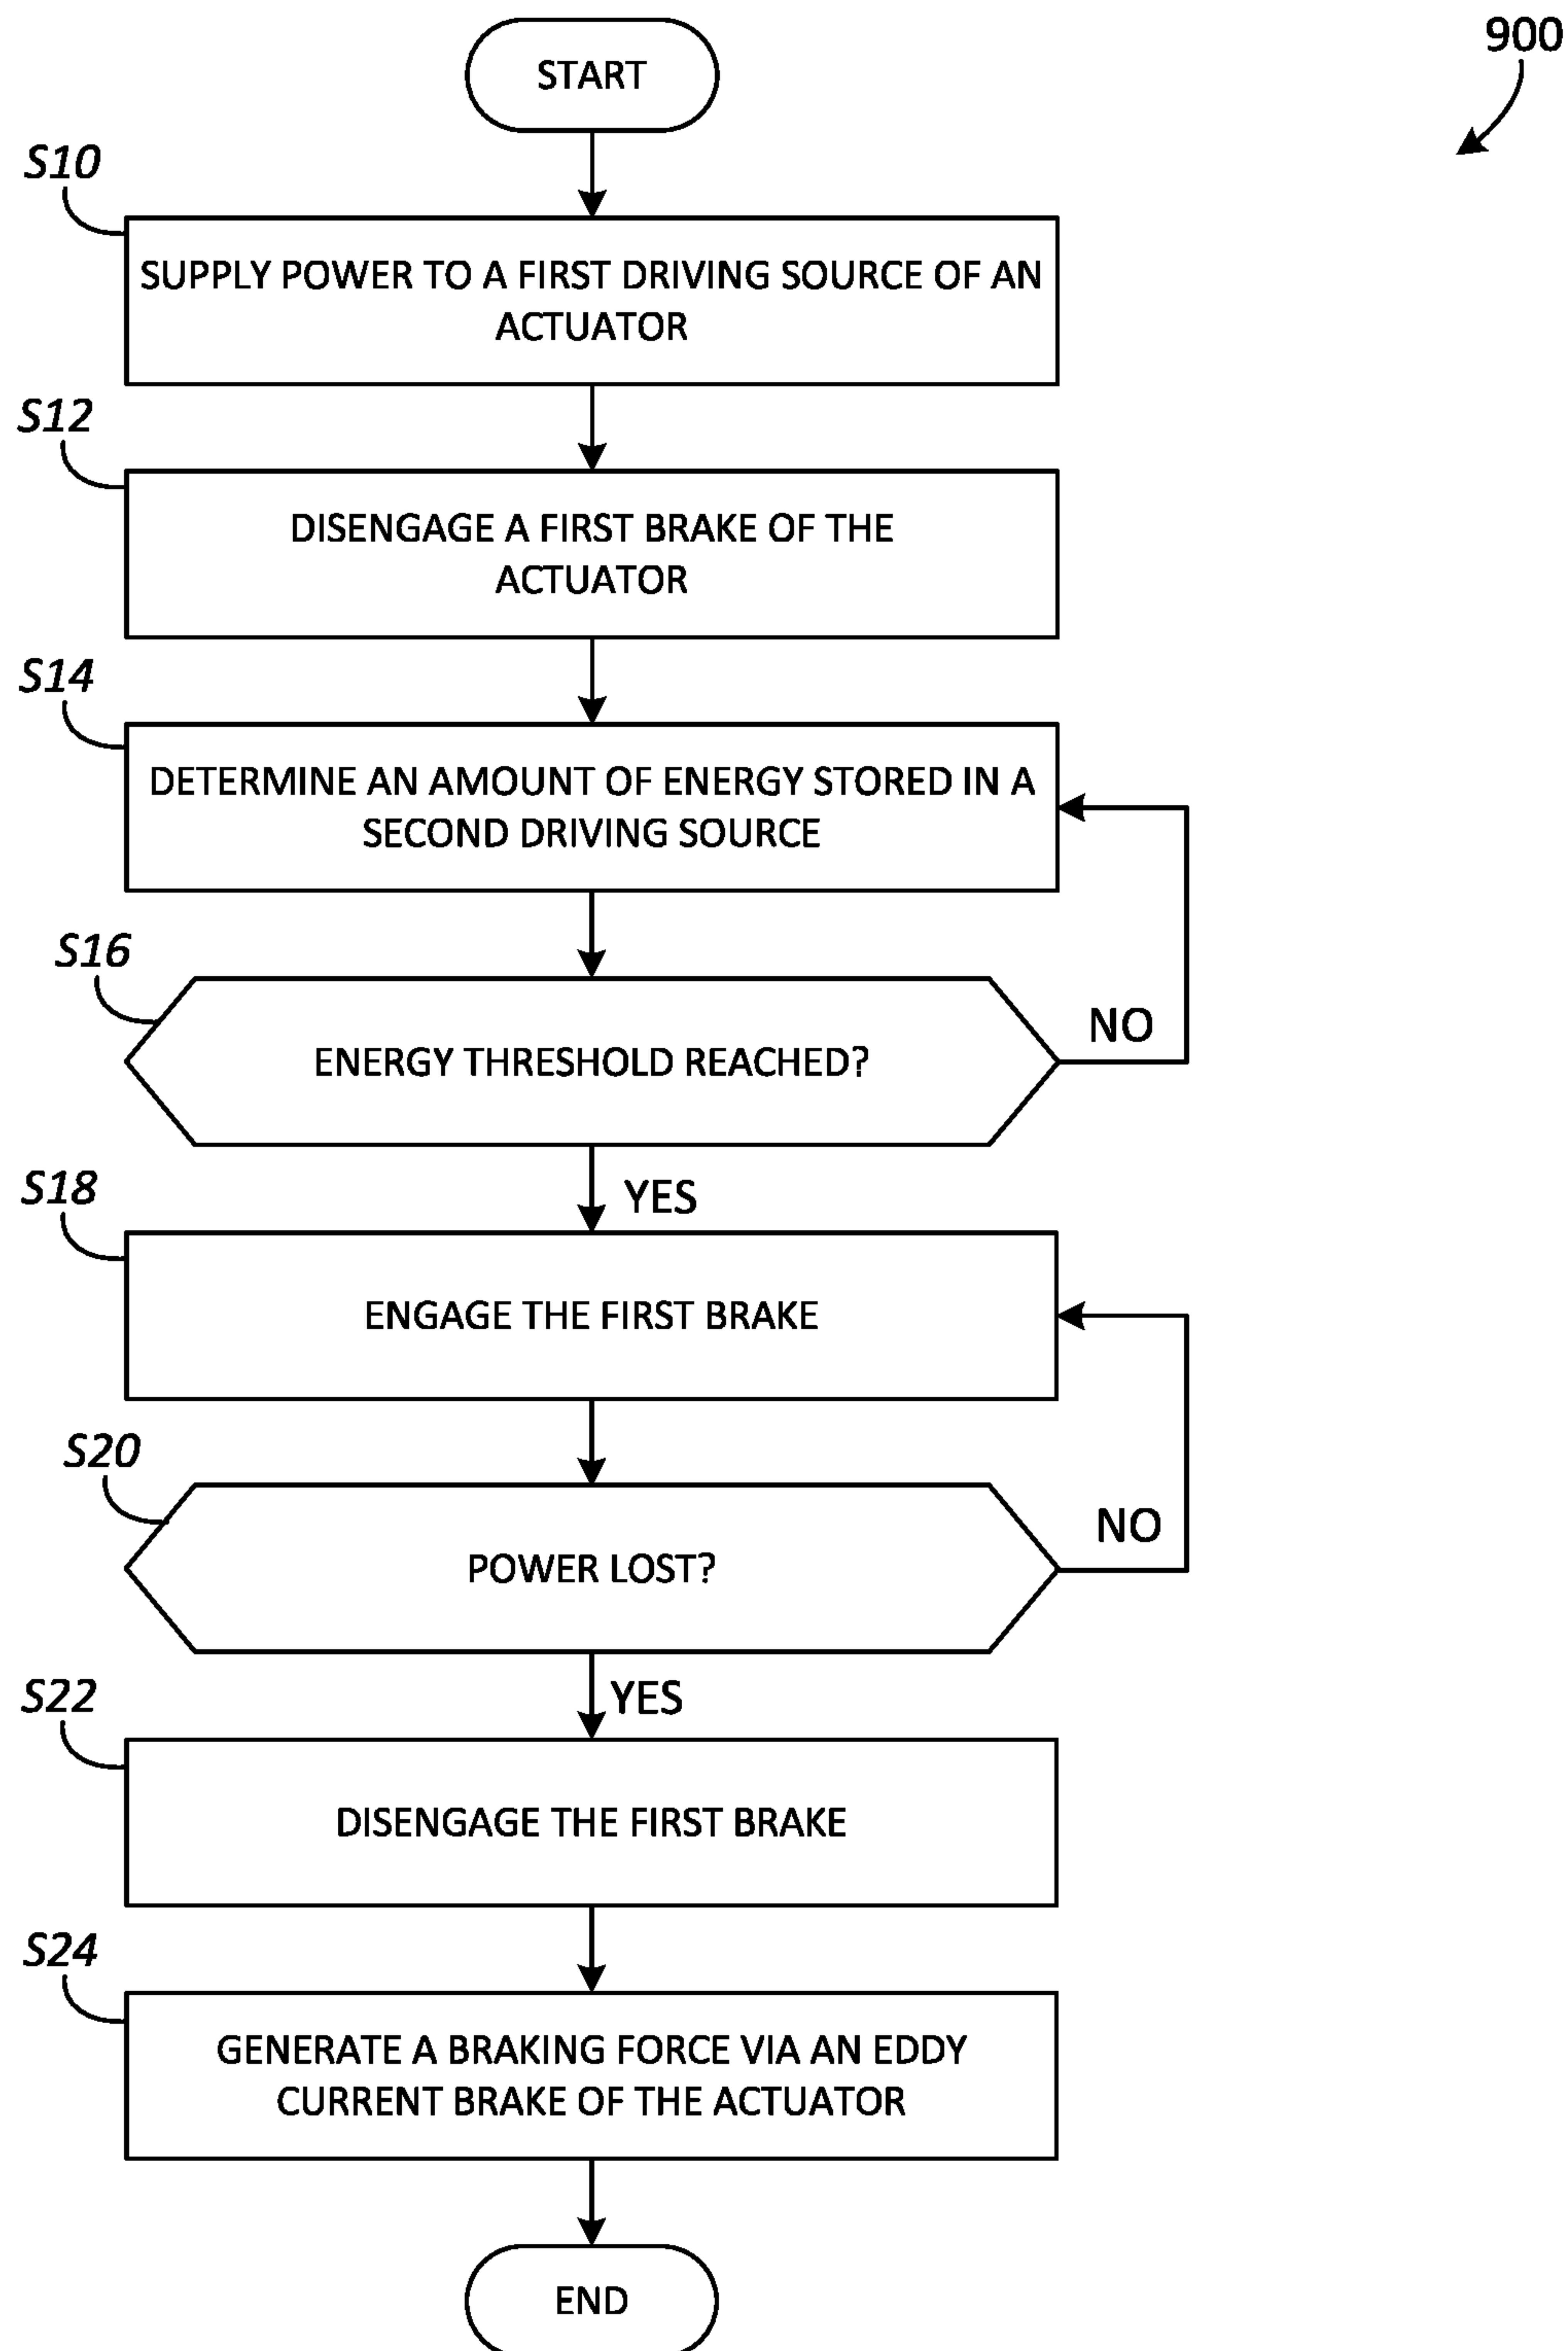 900
START
S10
SUPPLY POWER TO A FIRST DRIVING SOURCE OF AN
ACTUATOR
S12
DISENGAGE A FIRST BRAKE OF THE
ACTUATOR
S14
DETERMINE AN AMOUNT OF ENERGY STORED IN A
SECOND DRIVING SOURCE
S16
ENERGY THRESHOLD REACHED?
NO
YES
S18
ENGAGE THE FIRST BRAKE
S20
POWER LOST?
NO
YES
S22
DISENGAGE THE FIRST BRAKE
S24
GENERATE A BRAKING FORCE VIA AN EDDY
CURRENT BRAKE OF THE ACTUATOR
END